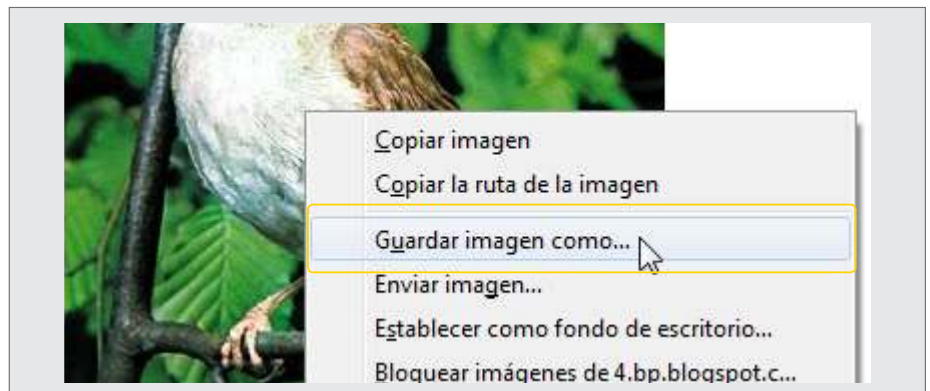 Copiar imagen
Copiar la ruta de la imagen
Guardar imagen como...
Enviar imagen...
Establecer como fondo de escritorio...
Bloquear imágenes de 4.bp.blogspot.c...